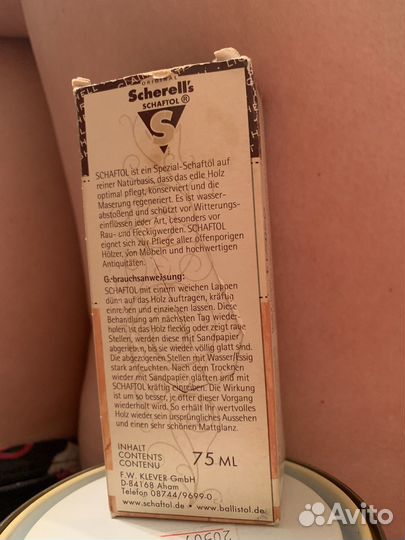 ORIGINAL
Scherell's
SCHAFTOL®
S
SCHAFTOL ist ein Spezial-Schaftöl auf
reiner Naturbasis, dass das edle Holz
optimal pflegt, konserviert und die
Maserung regeneriert. Es ist wasser-
abstoßend und schützt vor Witterungs-
einflüssen jeder Art, besonders vor
Rau- und Fleckigwerden. SCHAFTOL
eignet sich zur Pflege aller offenporigen
Hölzer, von Möbeln und hochwertigen
Antiquitäten.
Gebrauchsanweisung:
SCHAFTOL mit einem weichen Lappen
dünn auf das Holz auftragen, kräftig
einreiben und einziehen lassen. Diese
Behandlung am nächsten Tag wieder-
holen. Ist das Holz fleckig oder zeigt raue
Stellen, werden diese mit Sandpapier
abgerieben, bis sie wieder völlig glatt sind.
Die abgezogenen Stellen mit Wasser/Essig
stark anfeuchten. Nach dem Trocknen
wieder mit Sandpapier glätten und mit
SCHAFTOL kräftig einreiben. Die Wirkung
ist um so besser, je öfter dieser Vorgang
wiederholt wird. So erhält Ihr wertvolles
Holz wieder sein ursprüngliches Aussehen
und einen sehr schönen Mattglanz.
INHALT
CONTENTS 75 ML
CONTENU
F.W. KLEVER GmbH
D-84168 Aham
Telefon 08744/9699-0
www.schaftol.de · www.ballistol.de
Avito